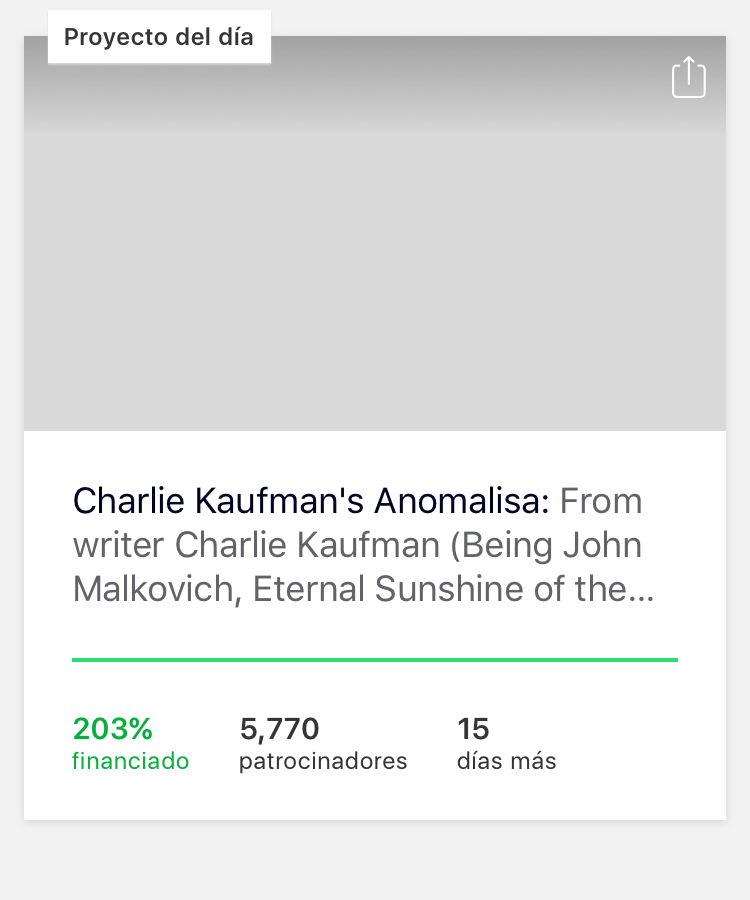 Proyecto del día
Charlie Kaufman's Anomalisa: From
writer Charlie Kaufman (Being John
Malkovich, Eternal Sunshine of the...
203% 5,770 15
financiado patrocinadores días más